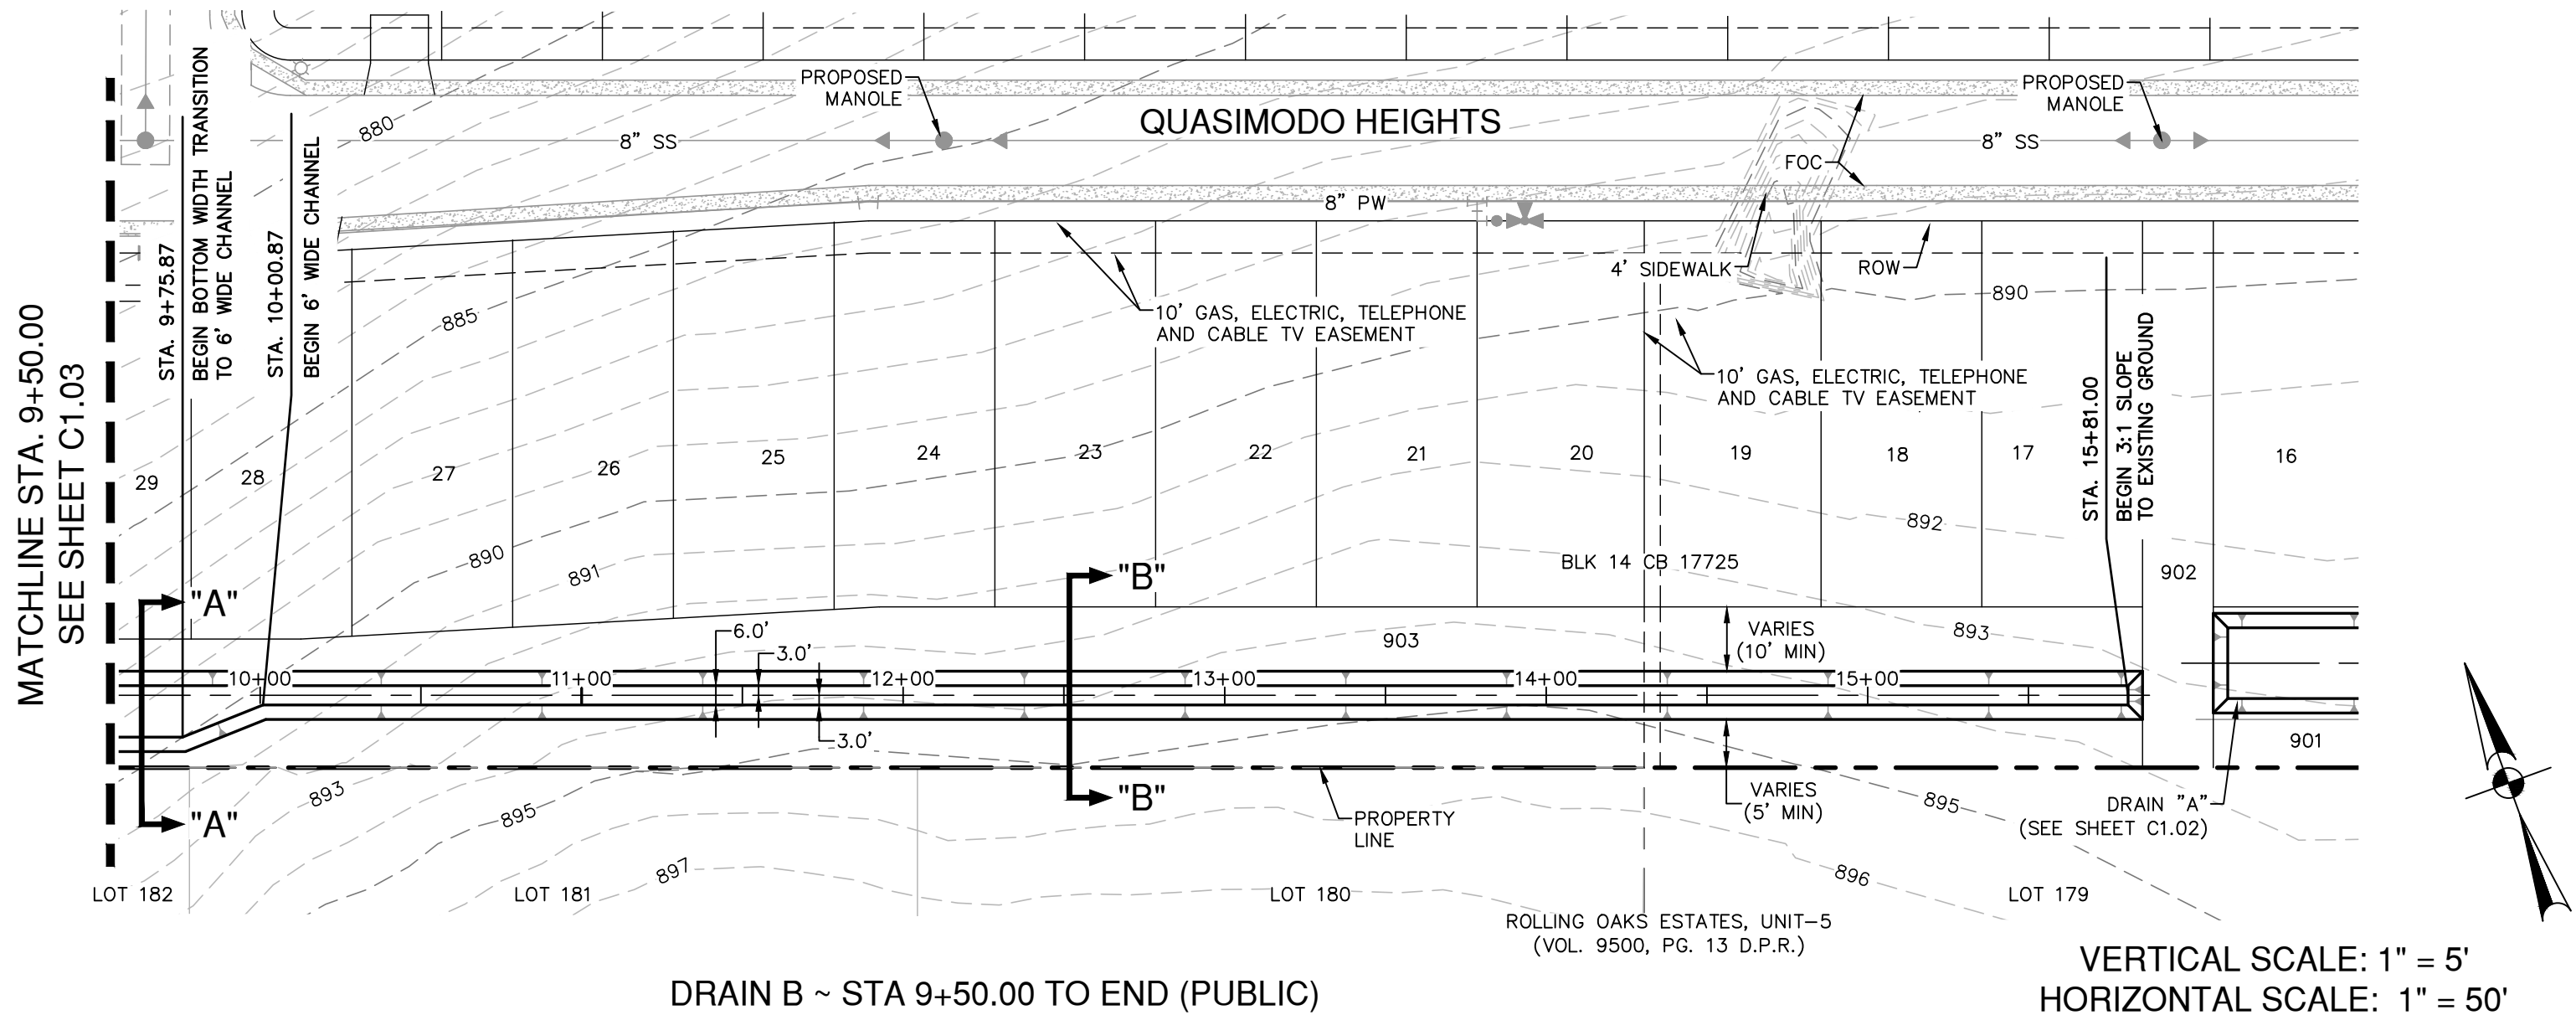 PROPOSED
MANOLE
QUASIMODO HEIGHTS
PROPOSED
MANOLE
880
8" SS
8" SS
FOC
8" PW
BEGIN BOTTOM WIDTH TRANSITION
TO 6' WIDE CHANNEL
STA. 9+75.87
STA. 10+00.87
BEGIN 6' WIDE CHANNEL
4' SIDEWALK
ROW
890
885
10' GAS, ELECTRIC, TELEPHONE
AND CABLE TV EASEMENT
10' GAS, ELECTRIC, TELEPHONE
AND CABLE TV EASEMENT
MATCHLINE STA. 9+50.00
SEE SHEET C1.03
STA. 15+81.00
BEGIN 3:1 SLOPE
TO EXISTING GROUND
29
28
27
26
25
24
23
22
21
20
19
18
17
16
892
890
891
BLK 14 CB 17725
902
"A"
"B"
6.0'
3.0'
903
VARIES
(10' MIN)
893
10+00
11+00
12+00
13+00
14+00
15+00
3.0'
901
893
895
"A"
"B"
PROPERTY
LINE
VARIES
(5' MIN)
895
DRAIN "A"
(SEE SHEET C1.02)
897
896
LOT 182
LOT 181
LOT 180
LOT 179
ROLLING OAKS ESTATES, UNIT-5
(VOL. 9500, PG. 13 D.P.R.)
VERTICAL SCALE: 1" = 5'
HORIZONTAL SCALE: 1" = 50'
DRAIN B ~ STA 9+50.00 TO END (PUBLIC)